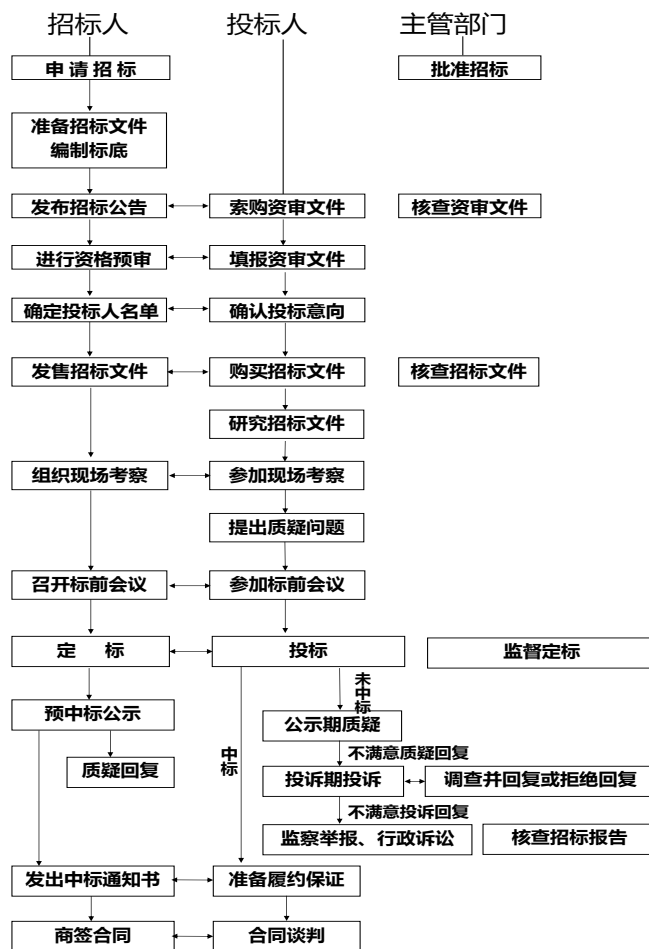 招标人 投标人 主管部门
申 请 招 标 批准招标
准备招标文件
编制标底
发布招标公告 索购资审文件 核查资审文件
进行资格预审 填报资审文件
确定投标人名单 确认投标意向
发售招标文件 购买招标文件 核查招标文件
研究招标文件
组织现场考察 参加现场考察
提出质疑问题
召开标前会议 参加标前会议
定 标 投标 监督定标
未中标
预中标公示 公示期质疑
中标
不满意质疑回复
质疑回复 投诉期投诉 调查并回复或拒绝回复
不满意投诉回复
监察举报、行政诉讼 核查招标报告
发出中标通知书 准备履约保证
商签合同 合同谈判